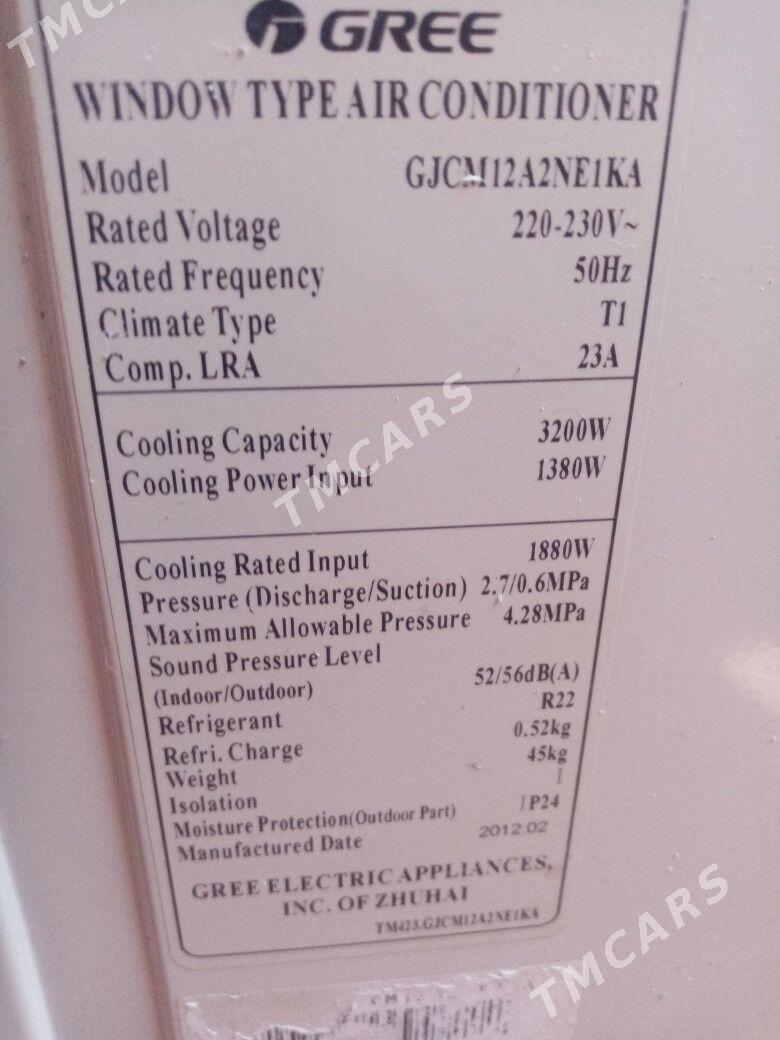 GREE
WINDOW TYPE AIR CONDITIONER
Model GJCM12A2NE1KA
Rated Voltage 220-230V~
Rated Frequency 50Hz
Climate Type T1
Comp. LRA 23A
Cooling Capacity 3200W
Cooling Power Input 1380W
Cooling Rated Input 1880W
Pressure (Discharge/Suction) 2.7/0.6MPa
Maximum Allowable Pressure 4.28MPa
Sound Pressure Level
(Indoor/Outdoor) 52/56dB(A)
Refrigerant R22
Refri. Charge 0.52kg
Weight 45kg
Isolation I
Moisture Protection(Outdoor Part) IP24
Manufactured Date 2012.02
GREE ELECTRIC APPLIANCES,
INC. OF ZHUHAI
TM423.GJCM12A2NE1KA
TMCARS
TMCARS